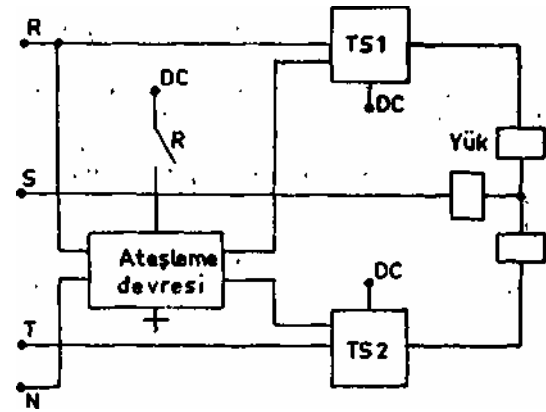 R
TS1
DC
DC
R
Yük
S
Ateşleme
devresi
DC
T
TS2
N